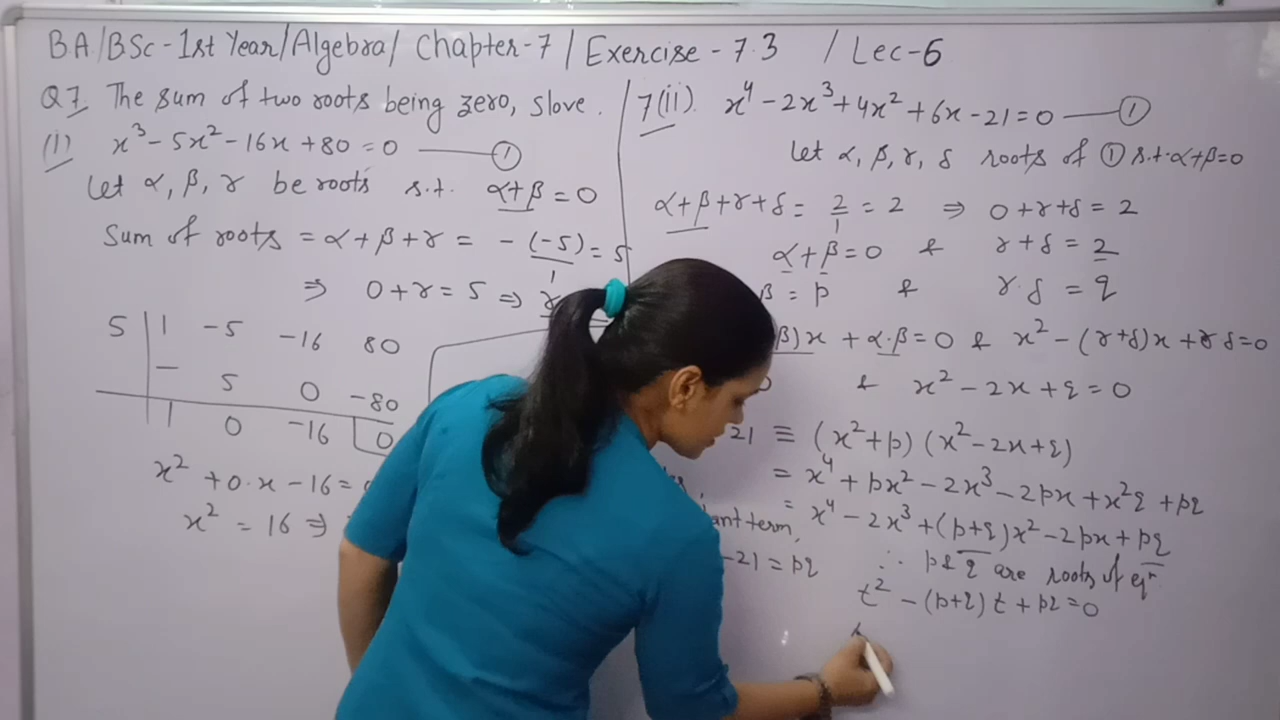 BA/BSc - 1st Year/Algebra/ Chapter-7 / Exercise - 7.3 / Lec-6
Q7 The sum of two roots being zero, slove.
(i) x³ - 5x² - 16x + 80 = 0 — ①
Let α, β, γ be roots s.t. α+β = 0
Sum of roots = α+β+γ = -(-5)/1 = 5
⇒ 0+γ = 5 ⇒ γ
5 | 1 -5 -16 80
5 0 -80
1 0 -16 0
x² + 0·x - 16 =
x² = 16 ⇒
7(ii). x⁴ - 2x³ + 4x² + 6x - 21 = 0 — ①
Let α, β, γ, δ roots of ① s.t. α+β=0
α+β+γ+δ = 2/1 = 2 ⇒ 0+γ+δ = 2
α+β = 0 & γ+δ = 2
β = p & γ·δ = q
β)x + α·β = 0 & x² - (γ+δ)x + γδ = 0
& x² - 2x + q = 0
21 ≡ (x²+p) (x² - 2x + q)
= x⁴ + px² - 2x³ - 2px + x²q + pq
= x⁴ - 2x³ + (p+q)x² - 2px + pq
term,
-21 = pq
∴ p & q are roots of eqⁿ
t² - (p+q)t + pq = 0